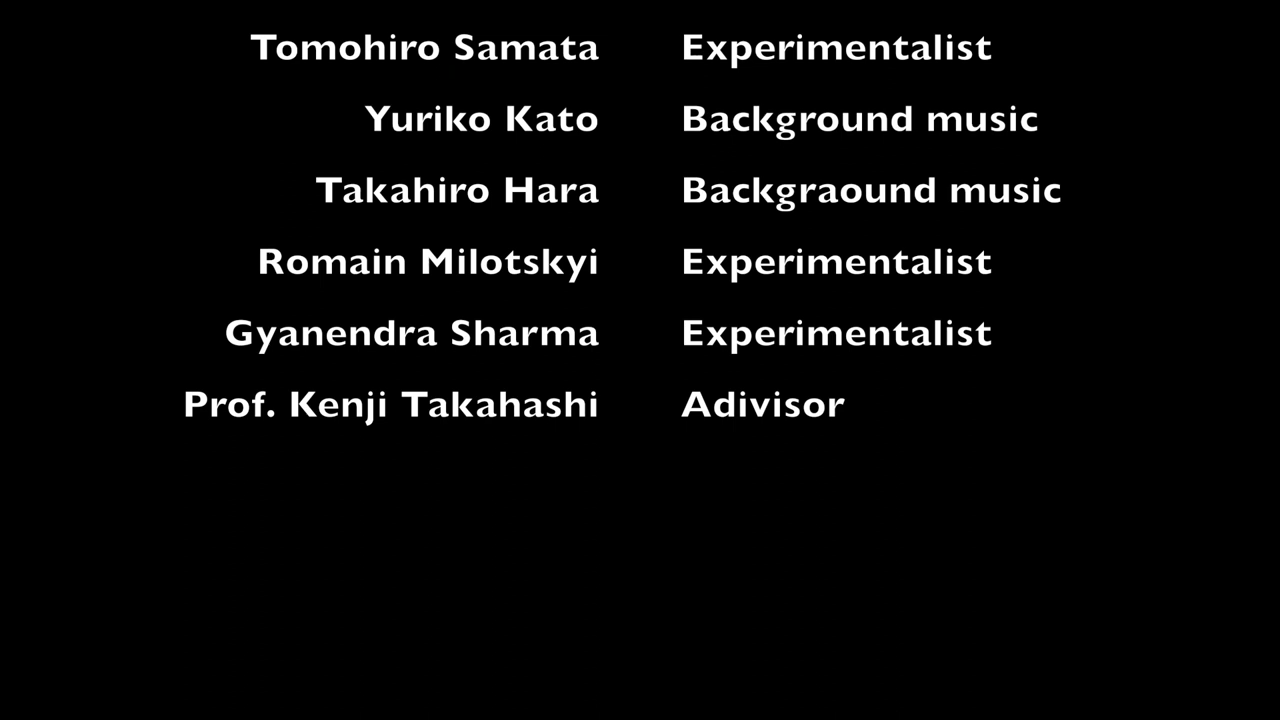 Tomohiro Samata Experimentalist
Yuriko Kato Background music
Takahiro Hara Backgraound music
Romain Milotskyi Experimentalist
Gyanendra Sharma Experimentalist
Prof. Kenji Takahashi Adivisor